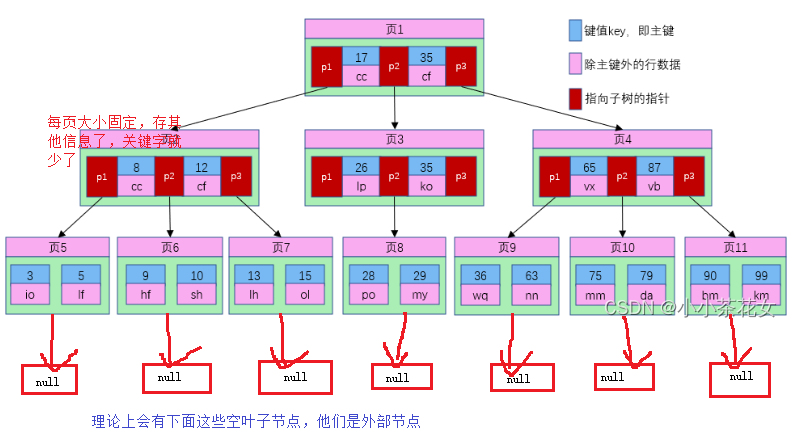 页1
17 35
p1 p2 p3
cc cf
键值key,即主键
除主键外的行数据
指向子树的指针
每页大小固定,存其
他信息了,关键字就
少了
页3
页4
8 12
p1 p2 p3
cc cf
26 35
p1 p2 p3
lp ko
65 87
p1 p2 p3
vx vb
页5
3 5
io lf
页6
9 10
hf sh
页7
13 15
lh ol
页8
28 29
po my
页9
36 63
wq nn
页10
75 79
mm da
页11
90 99
bm km
CSDN @小小茶花女
null
null
null
null
null
null
null
理论上会有下面这些空叶子节点,他们是外部节点